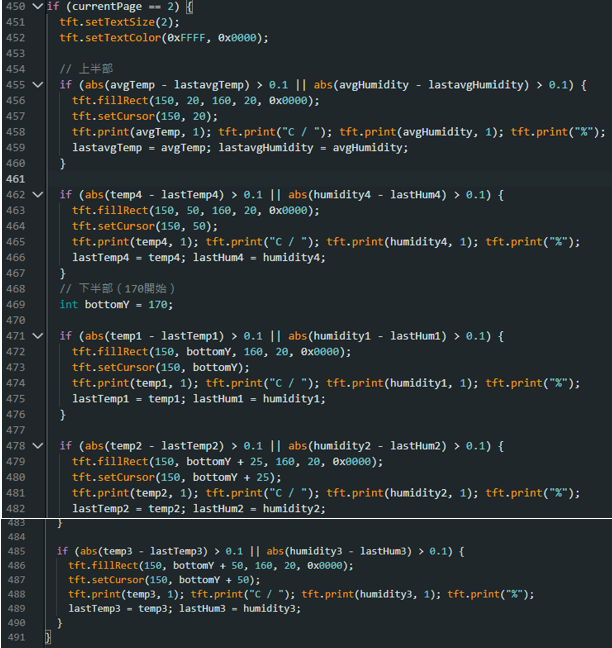 450 if (currentPage == 2) {
451 tft.setTextSize(2);
452 tft.setTextColor(0xFFFF, 0x0000);
453
454 // 上半部
455 if (abs(avgTemp - lastavgTemp) > 0.1 || abs(avgHumidity - lastavgHumidity) > 0.1) {
456 tft.fillRect(150, 20, 160, 20, 0x0000);
457 tft.setCursor(150, 20);
458 tft.print(avgTemp, 1); tft.print("C / "); tft.print(avgHumidity, 1); tft.print("%");
459 lastavgTemp = avgTemp; lastavgHumidity = avgHumidity;
460 }
461
462 if (abs(temp4 - lastTemp4) > 0.1 || abs(humidity4 - lastHum4) > 0.1) {
463 tft.fillRect(150, 50, 160, 20, 0x0000);
464 tft.setCursor(150, 50);
465 tft.print(temp4, 1); tft.print("C / "); tft.print(humidity4, 1); tft.print("%");
466 lastTemp4 = temp4; lastHum4 = humidity4;
467 }
468 // 下半部（170開始）
469 int bottomY = 170;
470
471 if (abs(temp1 - lastTemp1) > 0.1 || abs(humidity1 - lastHum1) > 0.1) {
472 tft.fillRect(150, bottomY, 160, 20, 0x0000);
473 tft.setCursor(150, bottomY);
474 tft.print(temp1, 1); tft.print("C / "); tft.print(humidity1, 1); tft.print("%");
475 lastTemp1 = temp1; lastHum1 = humidity1;
476 }
477
478 if (abs(temp2 - lastTemp2) > 0.1 || abs(humidity2 - lastHum2) > 0.1) {
479 tft.fillRect(150, bottomY + 25, 160, 20, 0x0000);
480 tft.setCursor(150, bottomY + 25);
481 tft.print(temp2, 1); tft.print("C / "); tft.print(humidity2, 1); tft.print("%");
482 lastTemp2 = temp2; lastHum2 = humidity2;
483 }
484
485 if (abs(temp3 - lastTemp3) > 0.1 || abs(humidity3 - lastHum3) > 0.1) {
486 tft.fillRect(150, bottomY + 50, 160, 20, 0x0000);
487 tft.setCursor(150, bottomY + 50);
488 tft.print(temp3, 1); tft.print("C / "); tft.print(humidity3, 1); tft.print("%");
489 lastTemp3 = temp3; lastHum3 = humidity3;
490 }
491 }